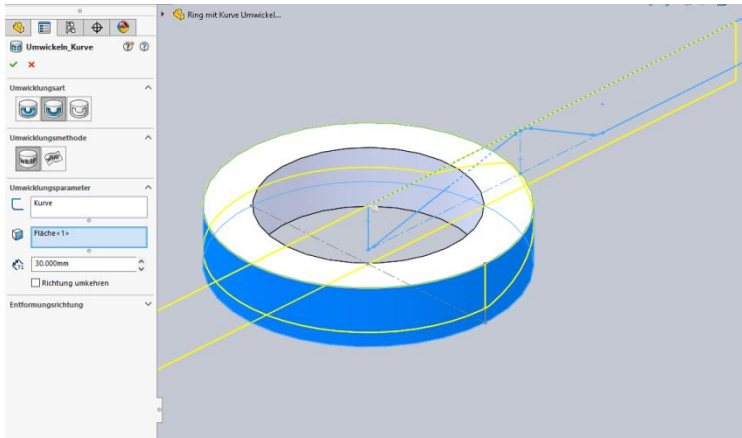 Ring mit Kurve Umwickel...
Umwickeln_Kurve
Umwicklungsart
Umwicklungsmethode
Umwicklungsparameter
Kurve
Fläche<1>
30.000mm
Richtung umkehren
Entformungsrichtung